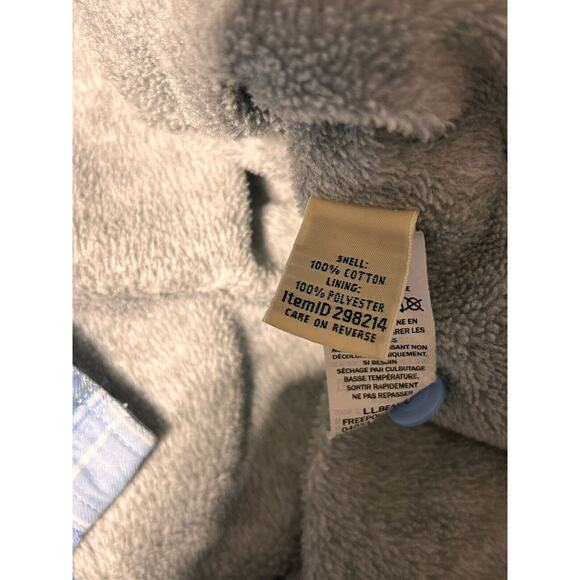 SHELL:
100% COTTON
LINING:
100% POLYESTER
ItemID 298214
CARE ON REVERSE
NE EN
RER LES
SANT NON
DÉCOLO IQUEMENT,
SI BESOIN
SÉCHAGE PAR CULBUTAGE
BASSE TEMPÉRATURE,
SORTIR RAPIDEMENT
NE PAS REPASSER
L.L.BEAN
FREEPO